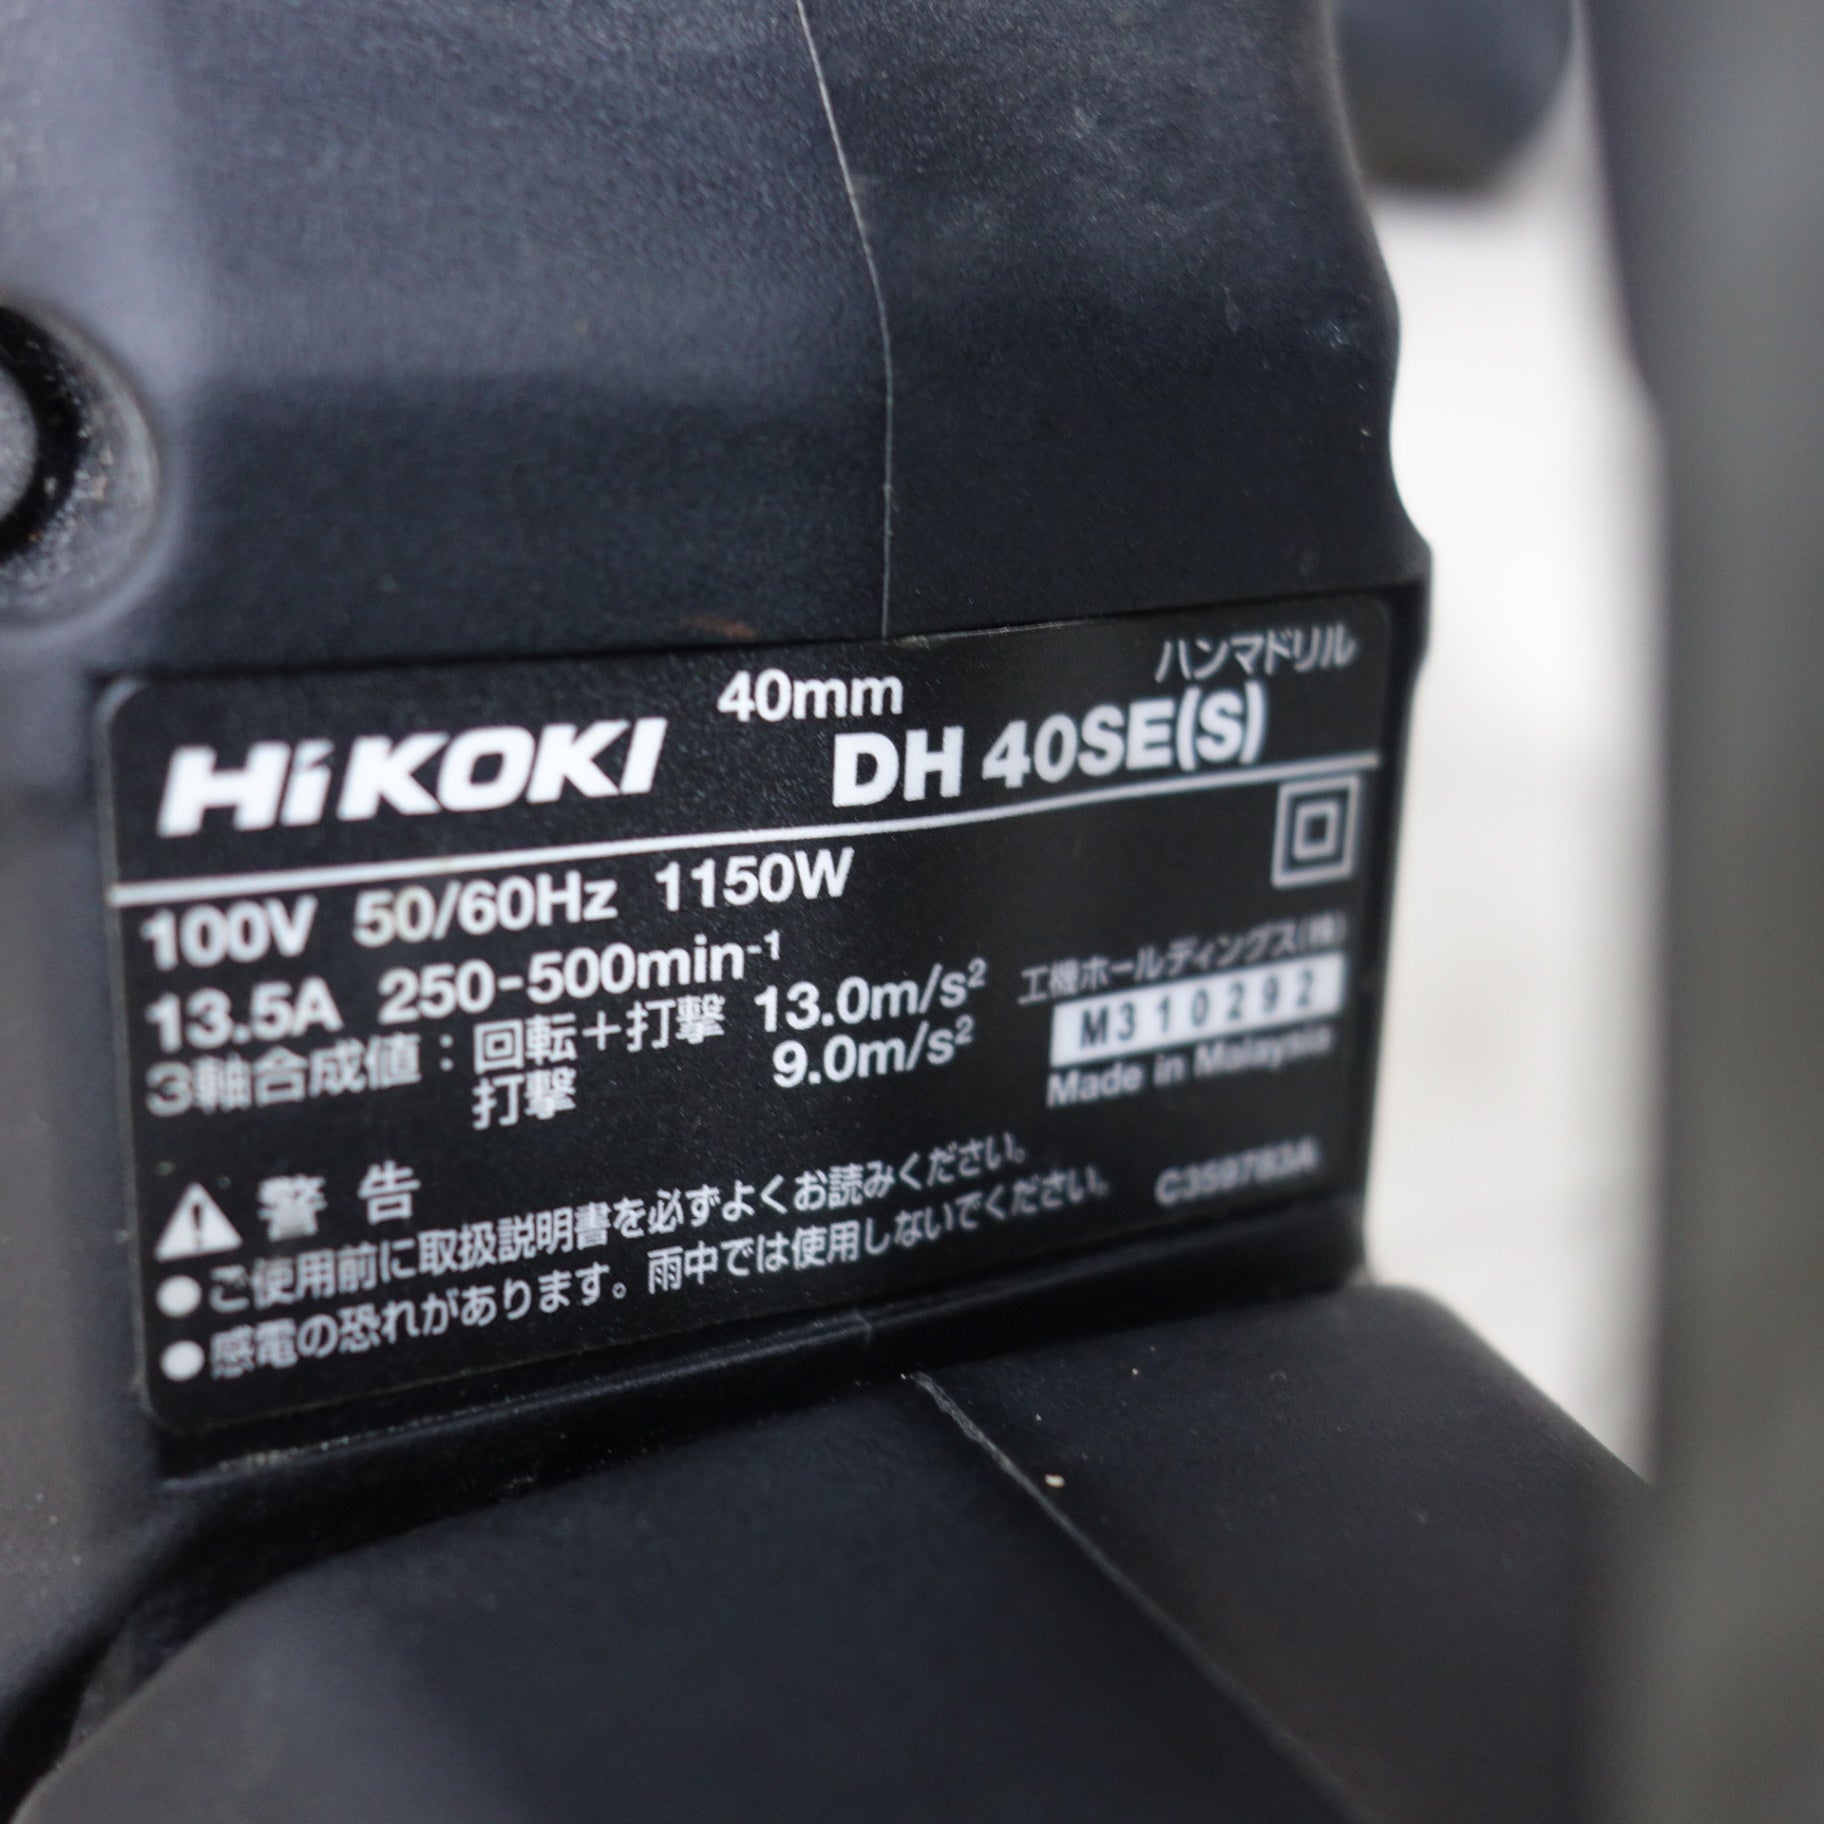 40mm ハンマドリル
HiKOKI DH 40SE(S)
100V 50/60Hz 1150W
13.5A 250-500min⁻¹
3軸合成値：回転＋打撃 13.0m/s²
打撃 9.0m/s²
工機ホールディングス(株)
M310292
Made in Malaysia
警告
●ご使用前に取扱説明書を必ずよくお読みください。
●感電の恐れがあります。雨中では使用しないでください。
C359783A